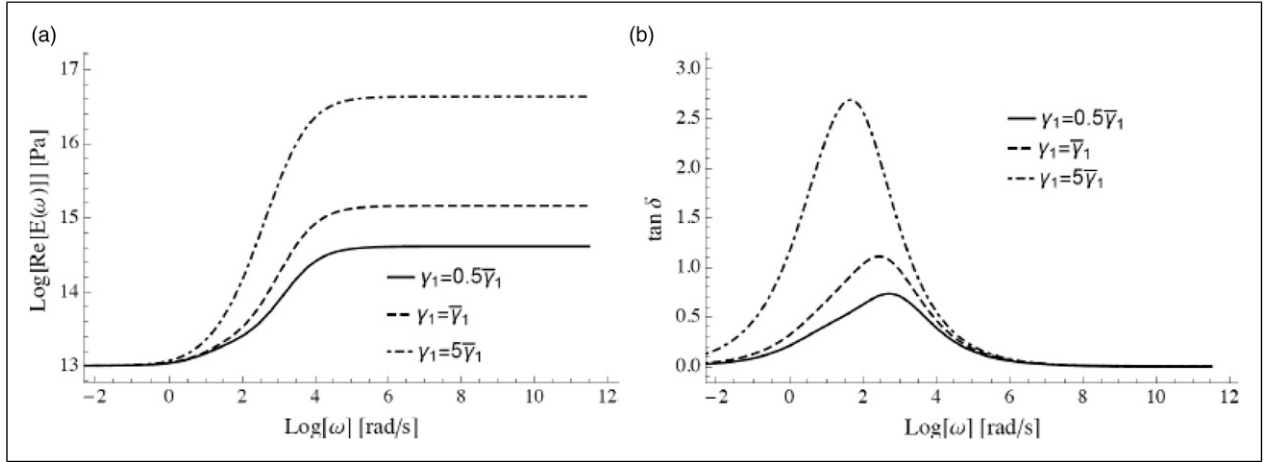 (a)
17
16
15
14
13
Log[Re[E(ω)]] [Pa]
γ₁=0.5γ̅₁
γ₁=γ̅₁
γ₁=5γ̅₁
−2 0 2 4 6 8 10 12
Log[ω] [rad/s]
(b)
3.0
2.5
2.0
1.5
1.0
0.5
0.0
tan δ
γ₁=0.5γ̅₁
γ₁=γ̅₁
γ₁=5γ̅₁
−2 0 2 4 6 8 10 12
Log[ω] [rad/s]